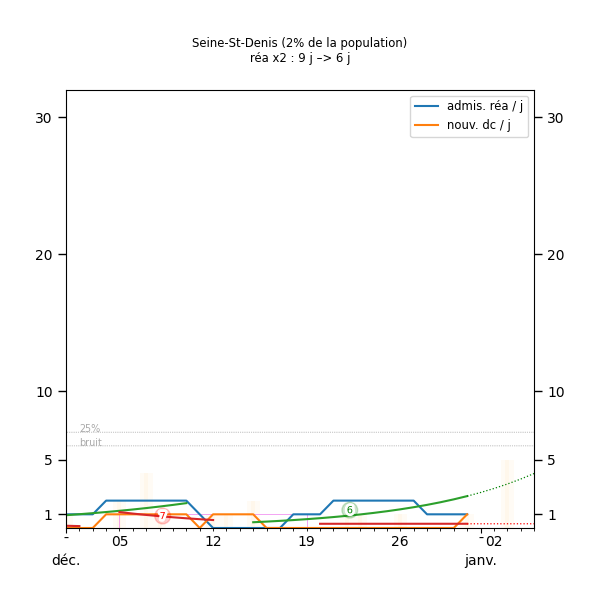 Seine-St-Denis (2% de la population)
réa x2 : 9 j –> 6 j
admis. réa / j
nouv. dc / j
30 30
20 20
10 10
25%
bruit
5 5
7 6
1 1
- 05 12 19 26 - 02
déc. janv.